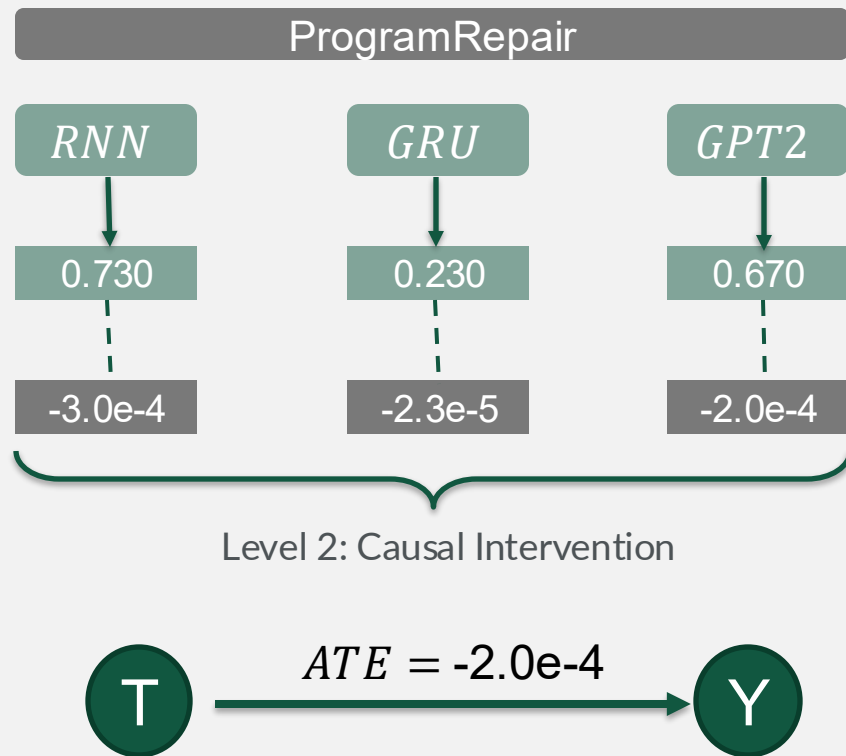 ProgramRepair
RNN GRU GPT2
0.730 0.230 0.670
-3.0e-4 -2.3e-5 -2.0e-4
Level 2: Causal Intervention
ATE = -2.0e-4
T Y